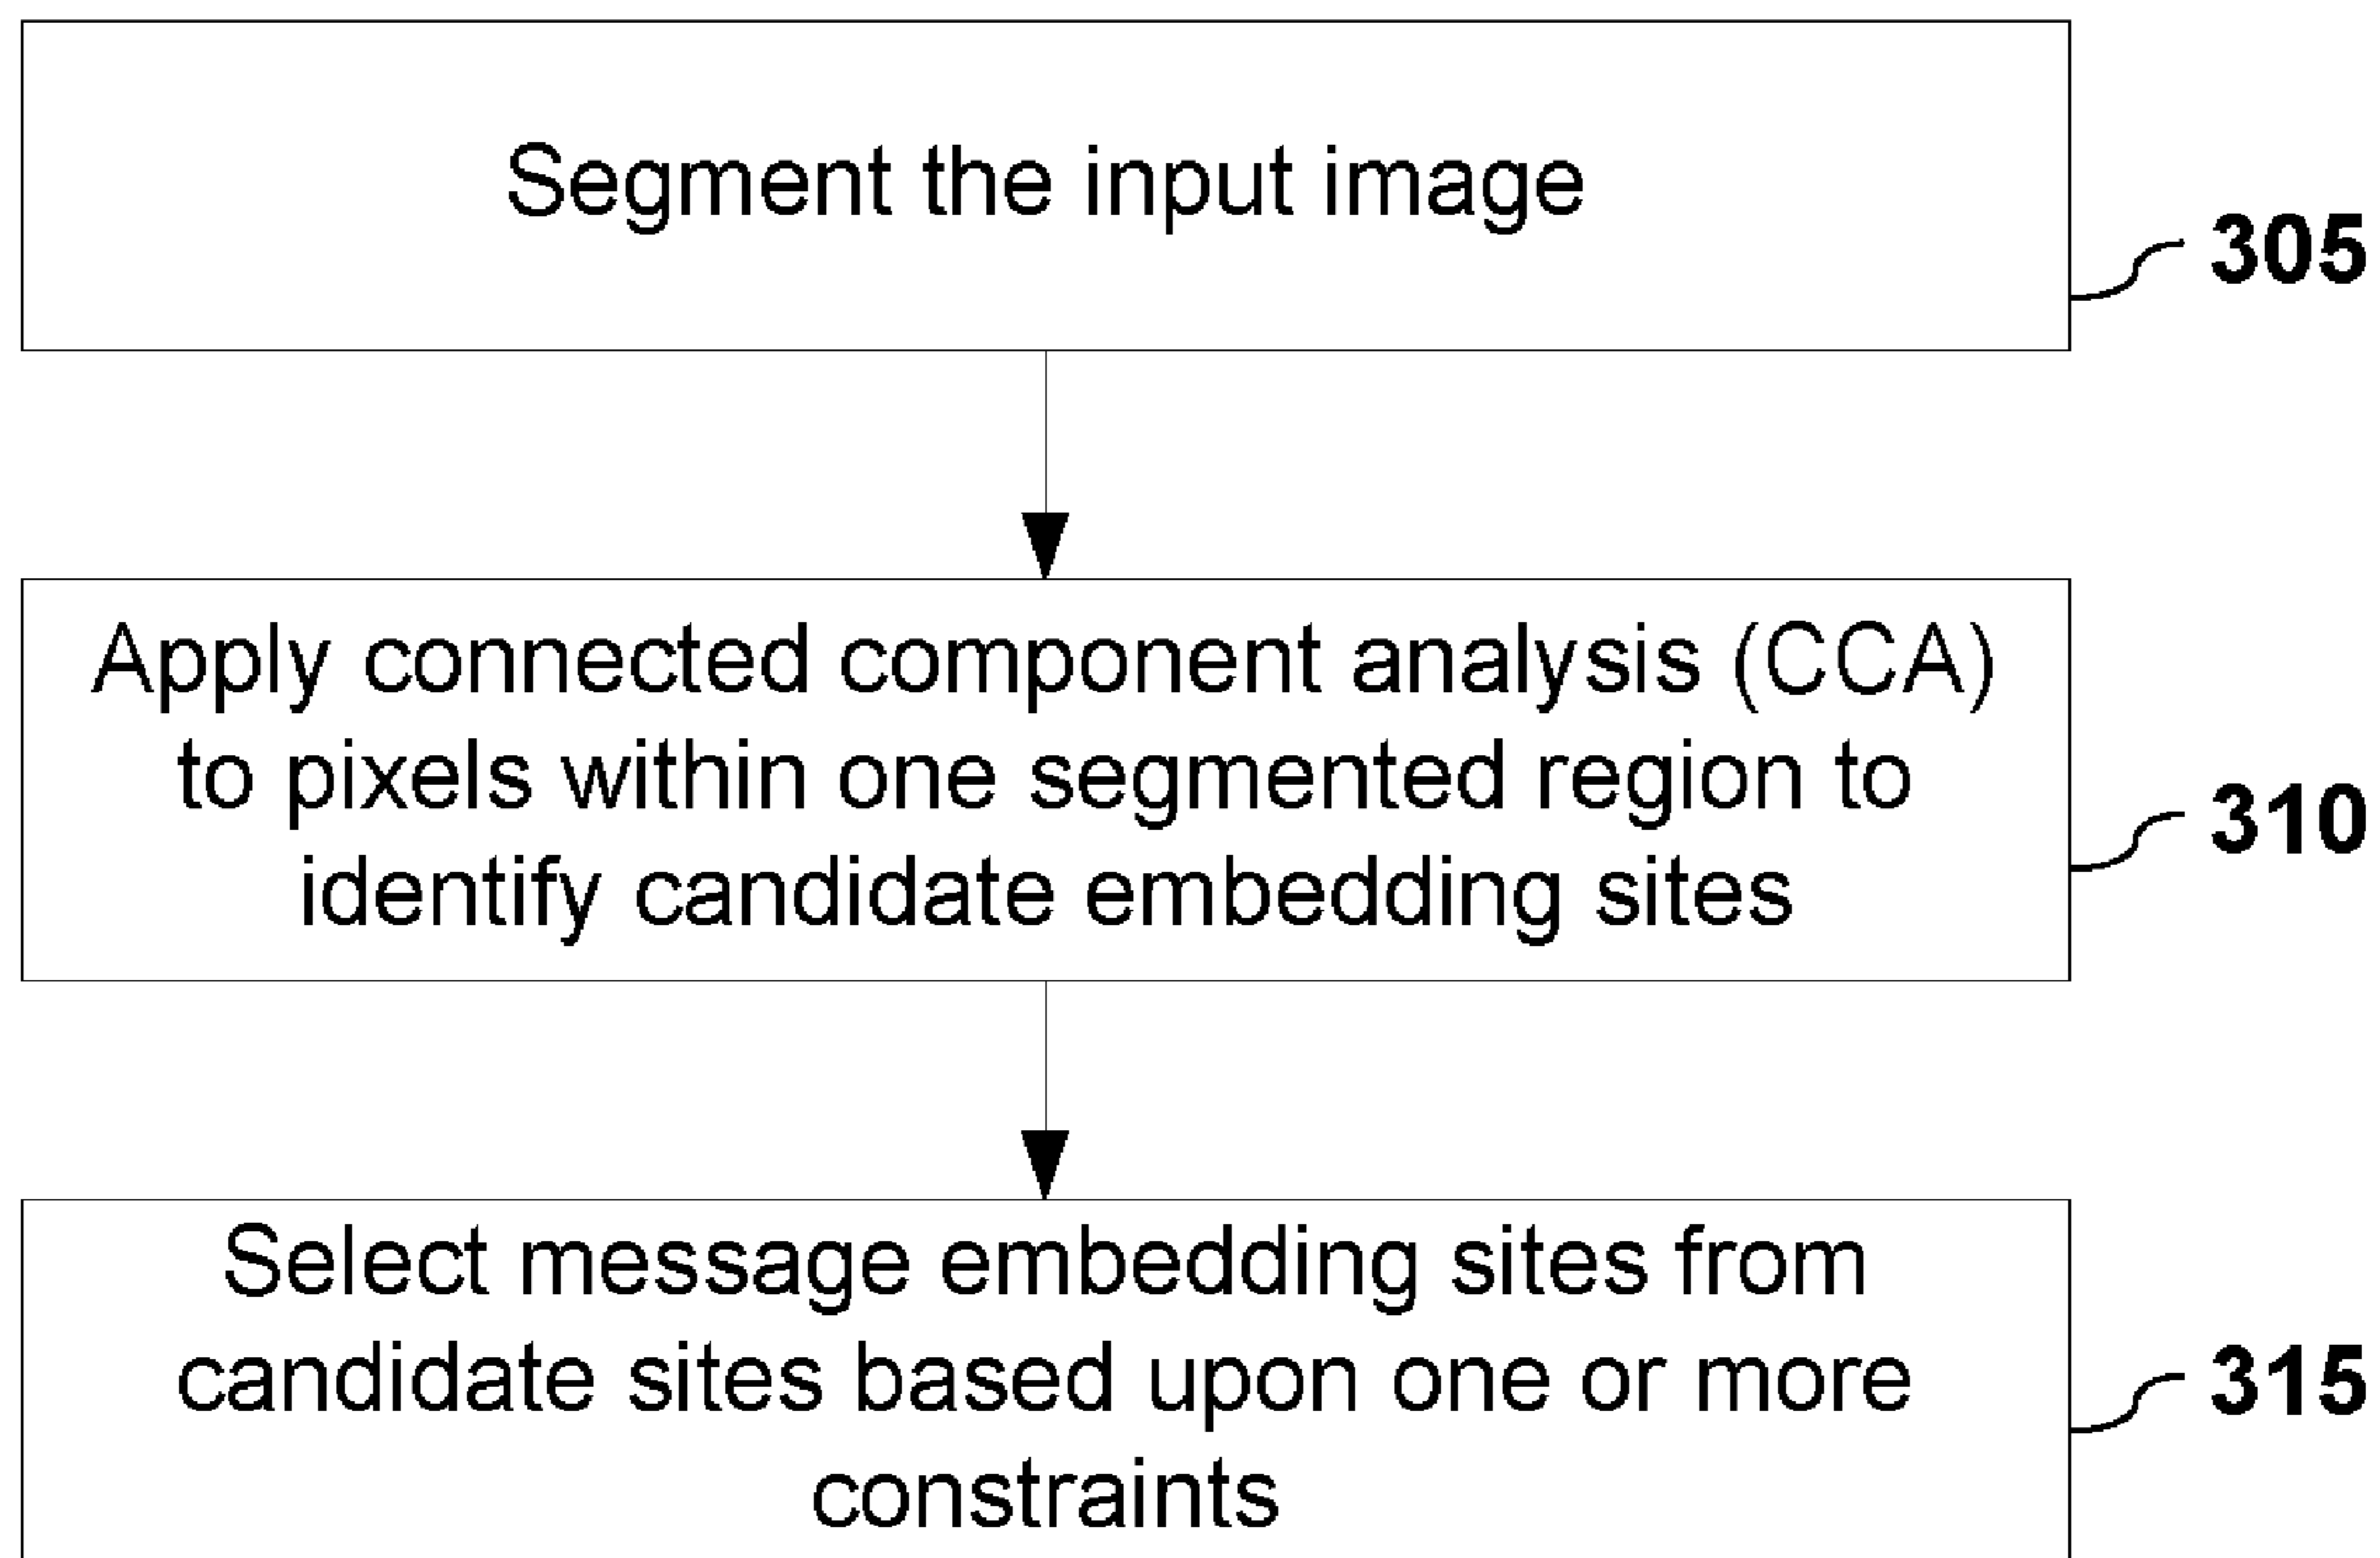 Segment the input image
305
Apply connected component analysis (CCA)
to pixels within one segmented region to
identify candidate embedding sites
310
Select message embedding sites from
candidate sites based upon one or more
constraints
315